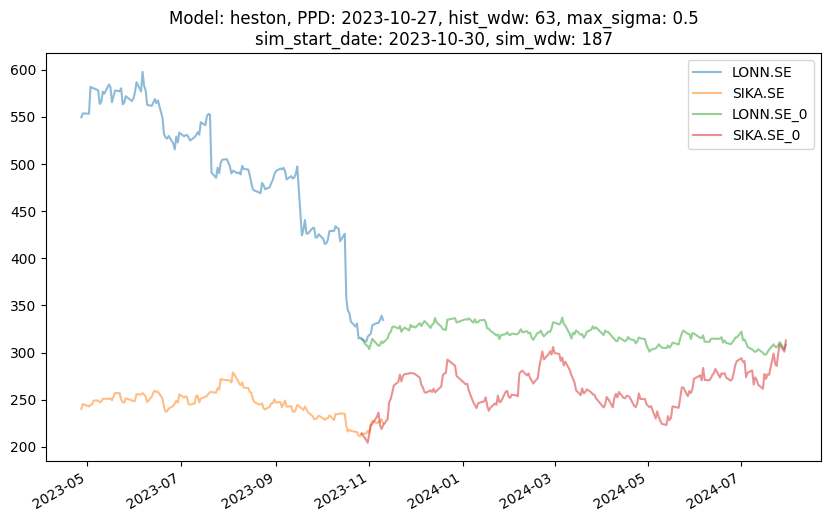 Model: heston, PPD: 2023-10-27, hist_wdw: 63, max_sigma: 0.5
sim_start_date: 2023-10-30, sim_wdw: 187
LONN.SE
SIKA.SE
LONN.SE_0
SIKA.SE_0
600
550
500
450
400
350
300
250
200
2023-05
2023-07
2023-09
2023-11
2024-01
2024-03
2024-05
2024-07